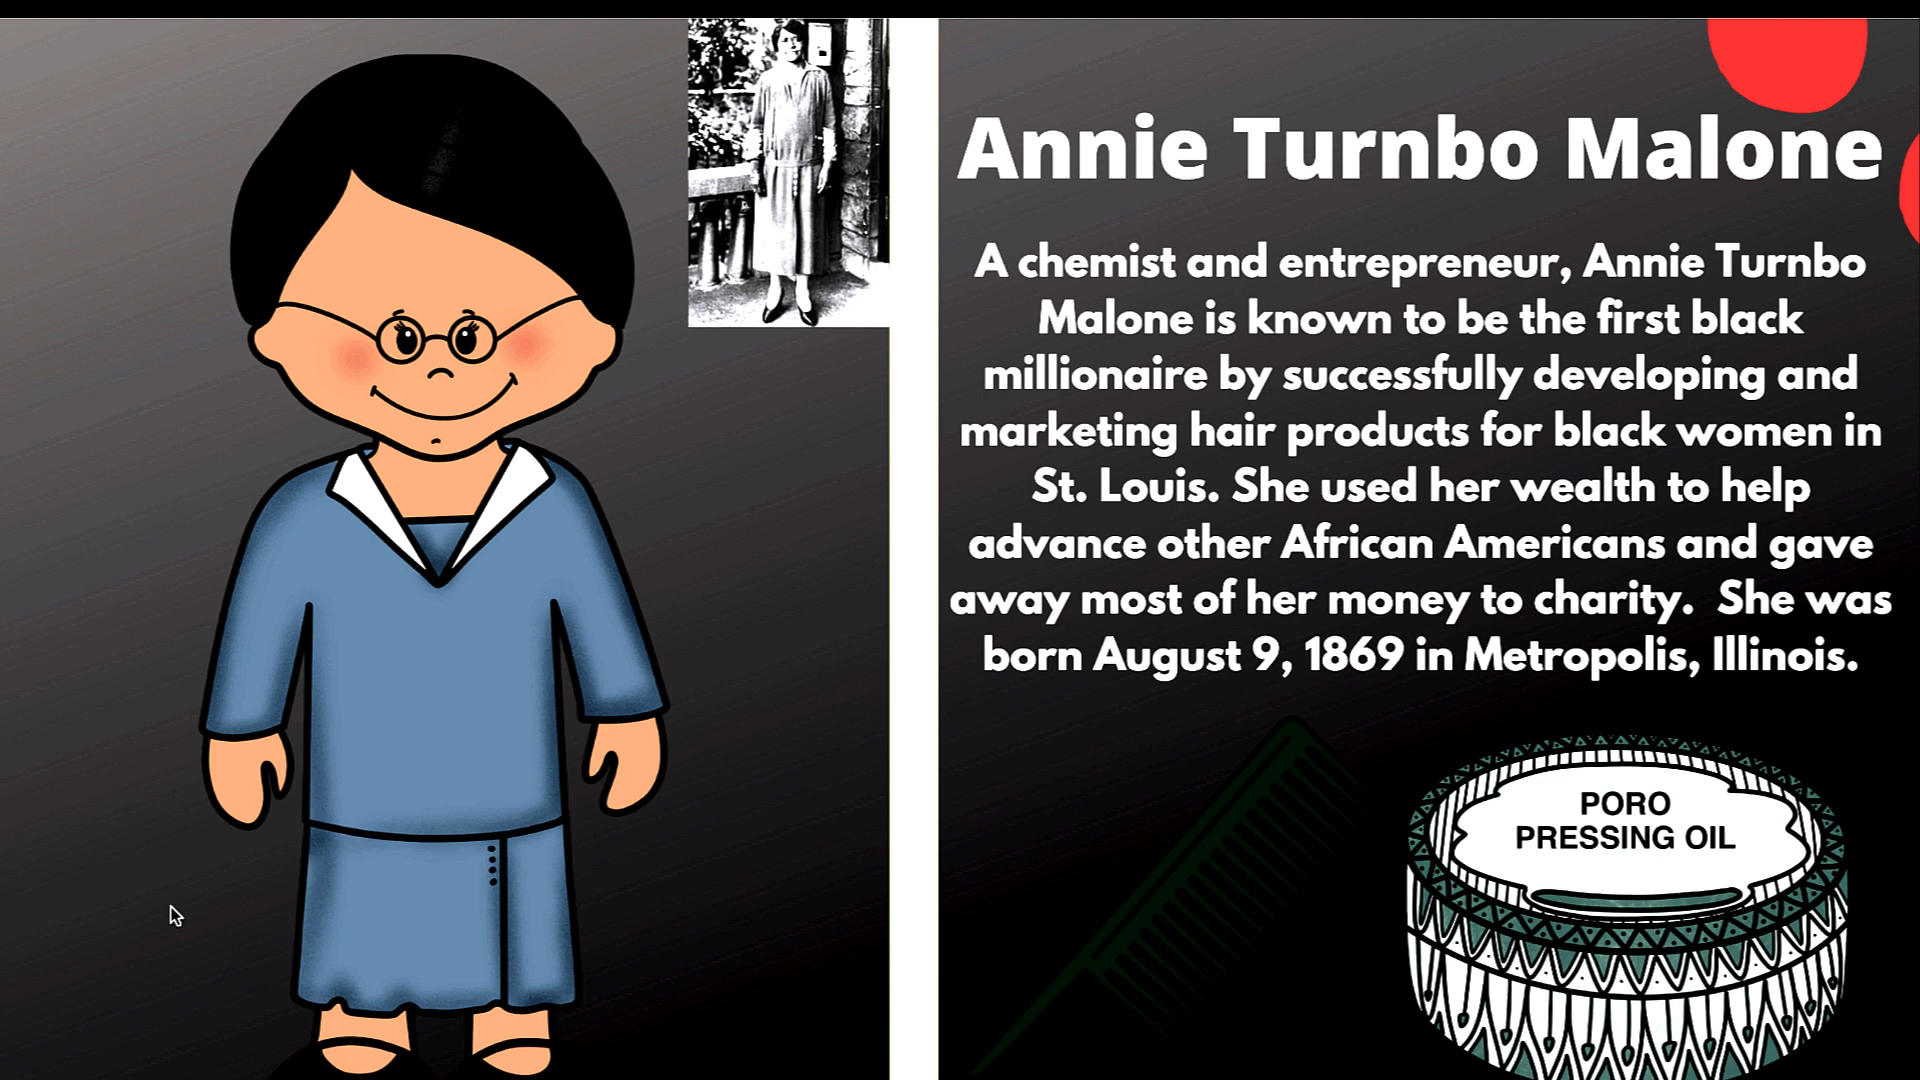 Annie Turnbo Malone
A chemist and entrepreneur, Annie Turnbo
Malone is known to be the first black
millionaire by successfully developing and
marketing hair products for black women in
St. Louis. She used her wealth to help
advance other African Americans and gave
away most of her money to charity.  She was
born August 9, 1869 in Metropolis, Illinois.
PORO
PRESSING OIL